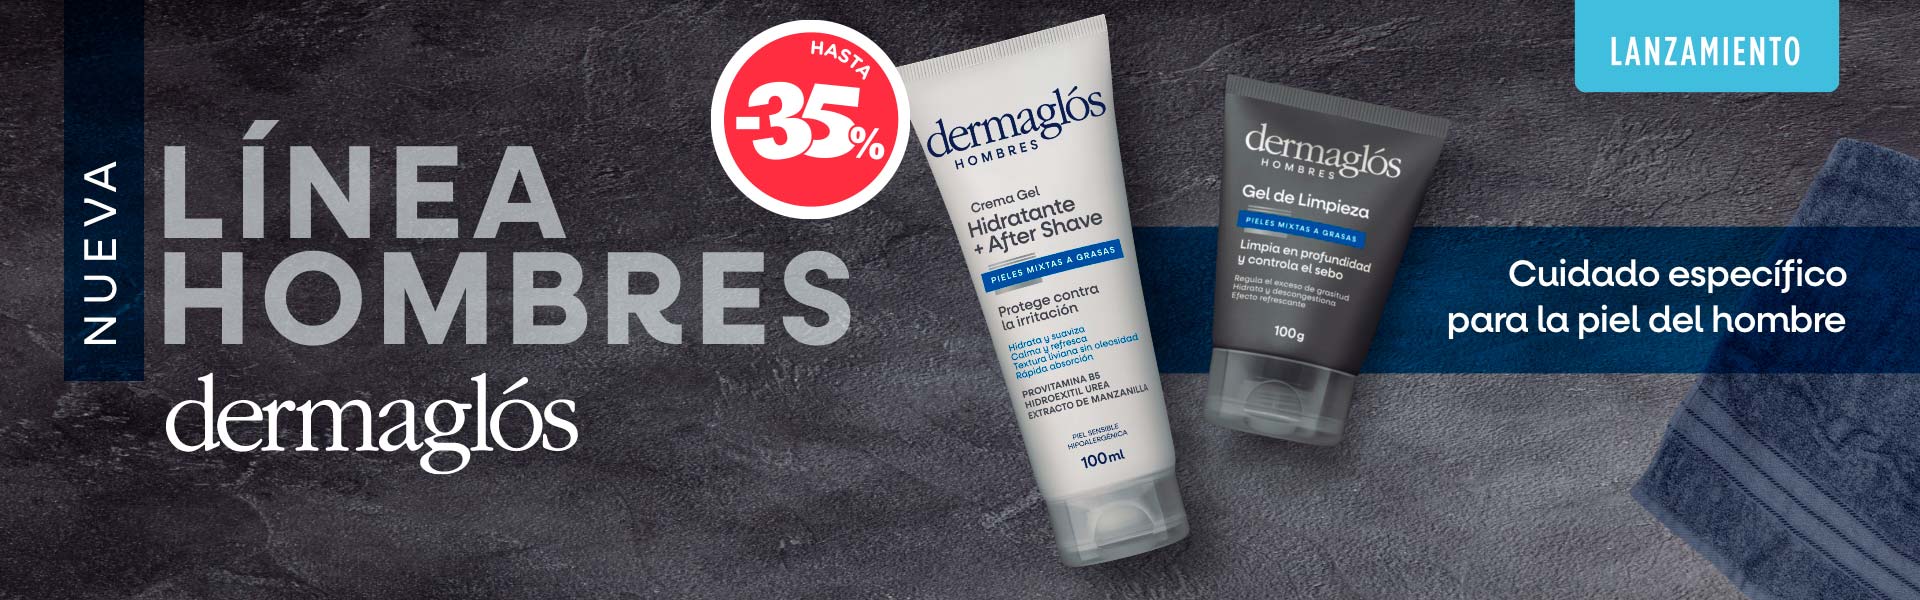 NUEVA
LÍNEA
HOMBRES
dermaglós
HASTA
-35%
dermaglós
HOMBRES
Crema Gel
Hidratante
+ After Shave
PIELES MIXTAS A GRASAS
Protege contra
la irritación
Hidrata y suaviza
Calma y refresca
Textura liviana sin oleosidad
Rápida absorción
PROVITAMINA B5
HIDROEXITIL UREA
EXTRACTO DE MANZANILLA
PIEL SENSIBLE
HIPOALERGÉNICA
100ml
dermaglós
HOMBRES
Gel de Limpieza
PIELES MIXTAS A GRASAS
Limpia en profundidad
y controla el sebo
Regula el exceso de grasitud
Hidrata y descongestiona
Efecto refrescante
100g
LANZAMIENTO
Cuidado específico
para la piel del hombre